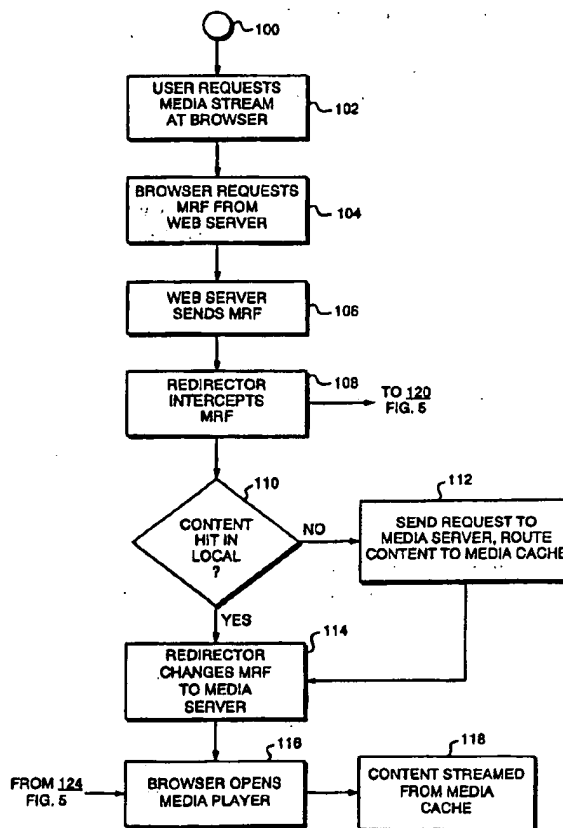 100
USER REQUESTS
MEDIA STREAM
AT BROWSER
102
BROWSER REQUESTS
MRF FROM
WEB SERVER
104
WEB SERVER
SENDS MRF
106
REDIRECTOR
INTERCEPTS
MRF
108
TO 120
FIG. 5
110
CONTENT
HIT IN
LOCAL
?
NO
112
SEND REQUEST TO
MEDIA SERVER, ROUTE
CONTENT TO MEDIA CACHE
YES
114
REDIRECTOR
CHANGES MRF
TO MEDIA
SERVER
116
FROM 124
FIG. 5
BROWSER OPENS
MEDIA PLAYER
118
CONTENT STREAMED
FROM MEDIA
CACHE